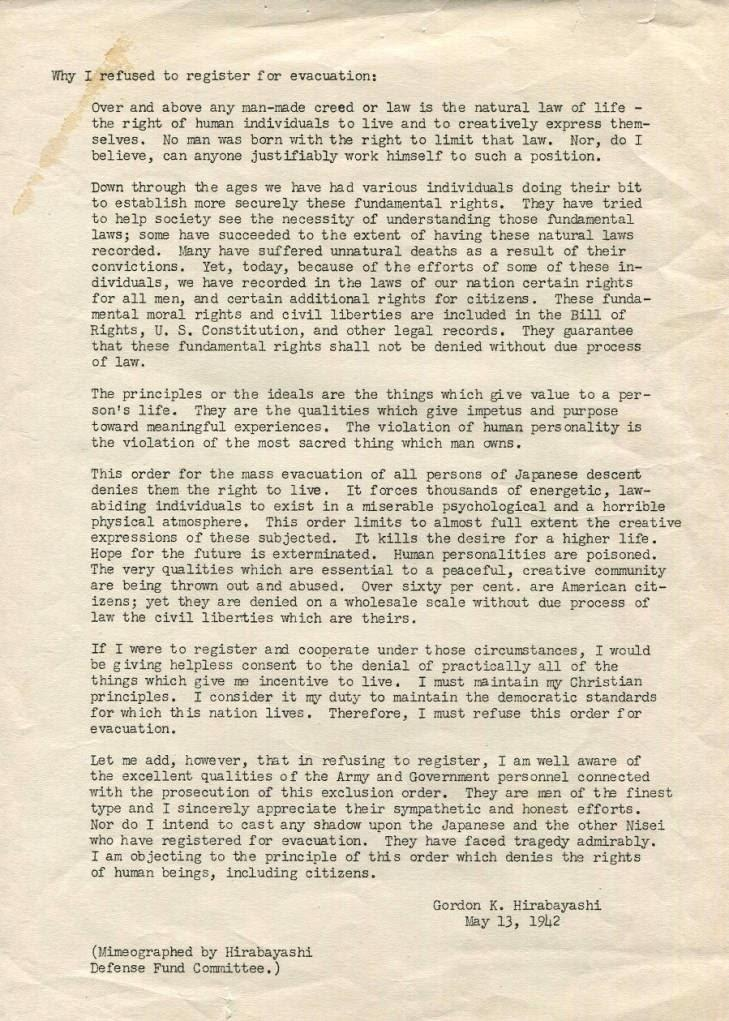 Why I refused to register for evacuation:
Over and above any man-made creed or law is the natural law of life -
the right of human individuals to live and to creatively express them-
selves. No man was born with the right to limit that law. Nor, do I
believe, can anyone justifiably work himself to such a position.
Down through the ages we have had various individuals doing their bit
to establish more securely these fundamental rights. They have tried
to help society see the necessity of understanding those fundamental
laws; some have succeeded to the extent of having these natural laws
recorded. Many have suffered unnatural deaths as a result of their
convictions. Yet, today, because of the efforts of some of these in-
dividuals, we have recorded in the laws of our nation certain rights
for all men, and certain additional rights for citizens. These funda-
mental moral rights and civil liberties are included in the Bill of
Rights, U. S. Constitution, and other legal records. They guarantee
that these fundamental rights shall not be denied without due process
of law.
The principles or the ideals are the things which give value to a per-
son's life. They are the qualities which give impetus and purpose
toward meaningful experiences. The violation of human personality is
the violation of the most sacred thing which man owns.
This order for the mass evacuation of all persons of Japanese descent
denies them the right to live. It forces thousands of energetic, law-
abiding individuals to exist in a miserable psychological and a horrible
physical atmosphere. This order limits to almost full extent the creative
expressions of these subjected. It kills the desire for a higher life.
Hope for the future is exterminated. Human personalities are poisoned.
The very qualities which are essential to a peaceful, creative community
are being thrown out and abused. Over sixty per cent. are American cit-
izens; yet they are denied on a wholesale scale without due process of
law the civil liberties which are theirs.
If I were to register and cooperate under those circumstances, I would
be giving helpless consent to the denial of practically all of the
things which give me incentive to live. I must maintain my Christian
principles. I consider it my duty to maintain the democratic standards
for which this nation lives. Therefore, I must refuse this order for
evacuation.
Let me add, however, that in refusing to register, I am well aware of
the excellent qualities of the Army and Government personnel connected
with the prosecution of this exclusion order. They are men of the finest
type and I sincerely appreciate their sympathetic and honest efforts.
Nor do I intend to cast any shadow upon the Japanese and the other Nisei
who have registered for evacuation. They have faced tragedy admirably.
I am objecting to the principle of this order which denies the rights
of human beings, including citizens.
Gordon K. Hirabayashi
May 13, 1942
(Mimeographed by Hirabayashi
Defense Fund Committee.)